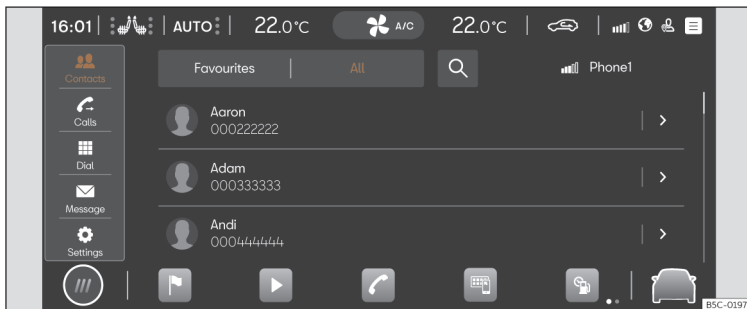 16:01 AUTO 22.0°C A/C 22.0°C
Contacts
Favourites All Phone1
Aaron
000222222
Calls
Dial
Adam
000333333
Message
Andi
000444444
Settings
B5C-0197